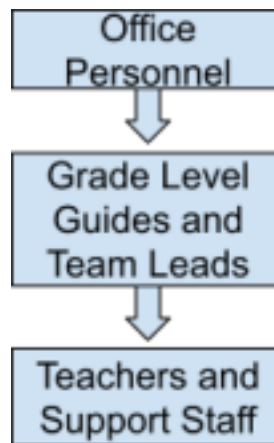 Office
Personnel
Grade Level
Guides and
Team Leads
Teachers and
Support Staff